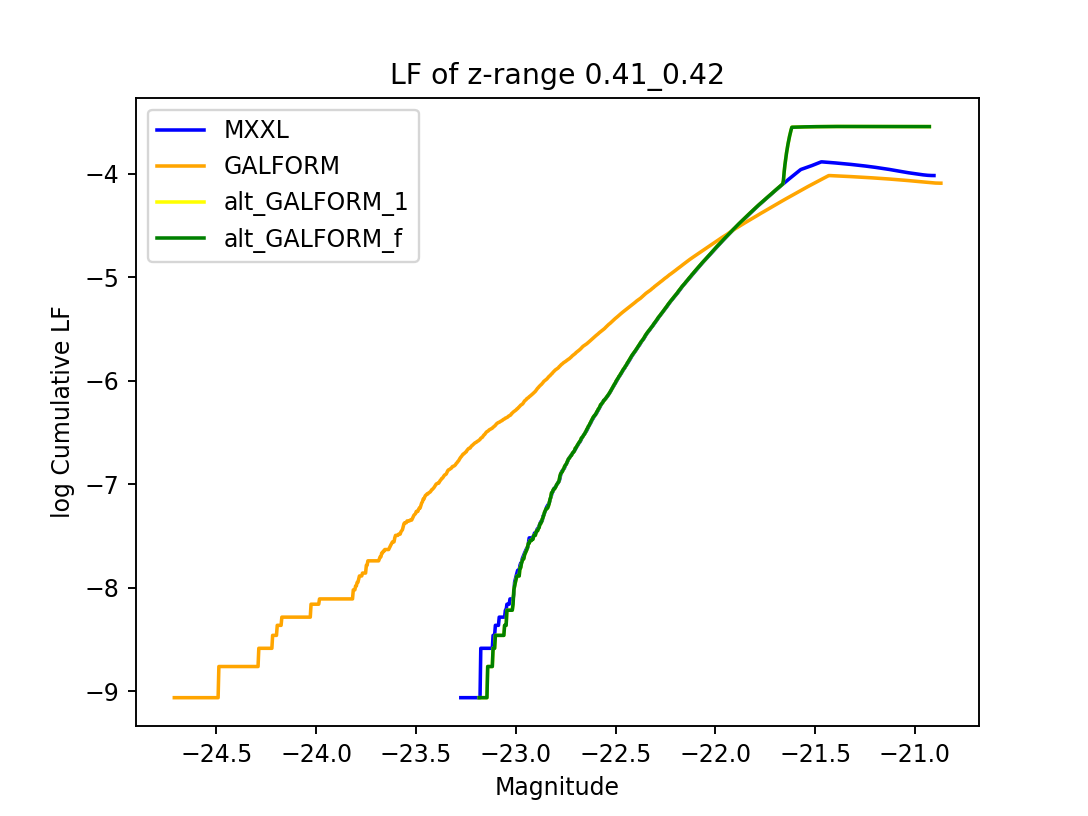 LF of z-range 0.41_0.42
MXXL
GALFORM
alt_GALFORM_1
alt_GALFORM_f
log Cumulative LF
−4
−5
−6
−7
−8
−9
−24.5 −24.0 −23.5 −23.0 −22.5 −22.0 −21.5 −21.0
Magnitude